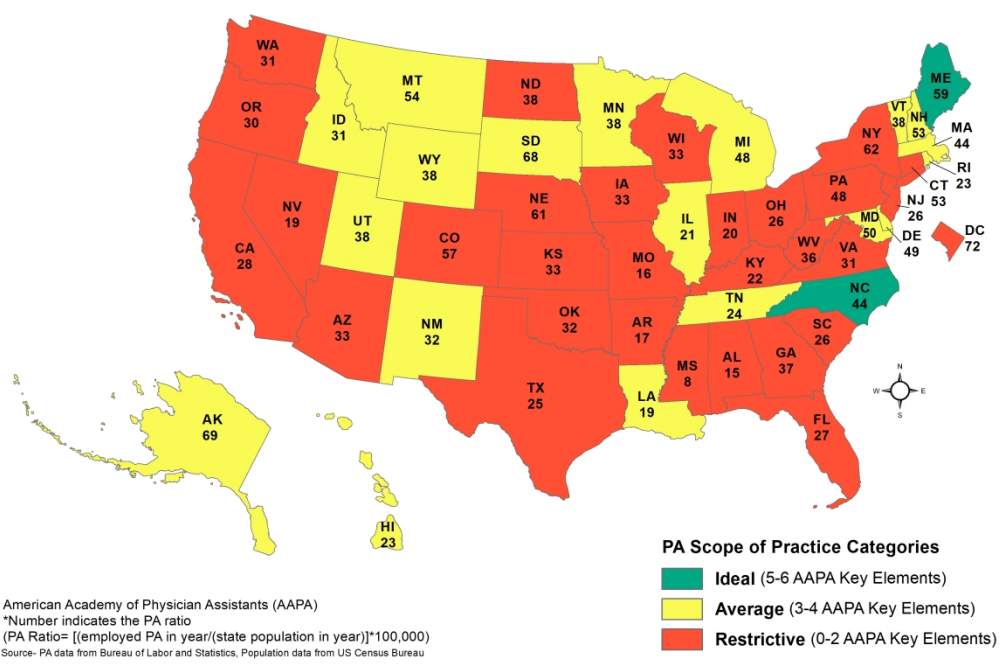 WA
31
OR
30
CA
28
NV
19
ID
31
MT
54
WY
38
UT
38
CO
57
AZ
33
NM
32
ND
38
SD
68
NE
61
KS
33
OK
32
TX
25
MN
38
IA
33
MO
16
AR
17
LA
19
WI
33
IL
21
MI
48
IN
20
OH
26
KY
22
TN
24
MS
8
AL
15
GA
37
FL
27
SC
26
NC
44
VA
31
WV
36
PA
48
NY
62
VT
38
NH
53
ME
59
MA
44
RI
23
CT
53
NJ
26
DE
49
MD
50
DC
72
AK
69
HI
23
N
W
E
S
PA Scope of Practice Categories
Ideal (5-6 AAPA Key Elements)
Average (3-4 AAPA Key Elements)
Restrictive (0-2 AAPA Key Elements)
American Academy of Physician Assistants (AAPA)
*Number indicates the PA ratio
(PA Ratio= [(employed PA in year/(state population in year)]*100,000)
Source- PA data from Bureau of Labor and Statistics, Population data from US Census Bureau